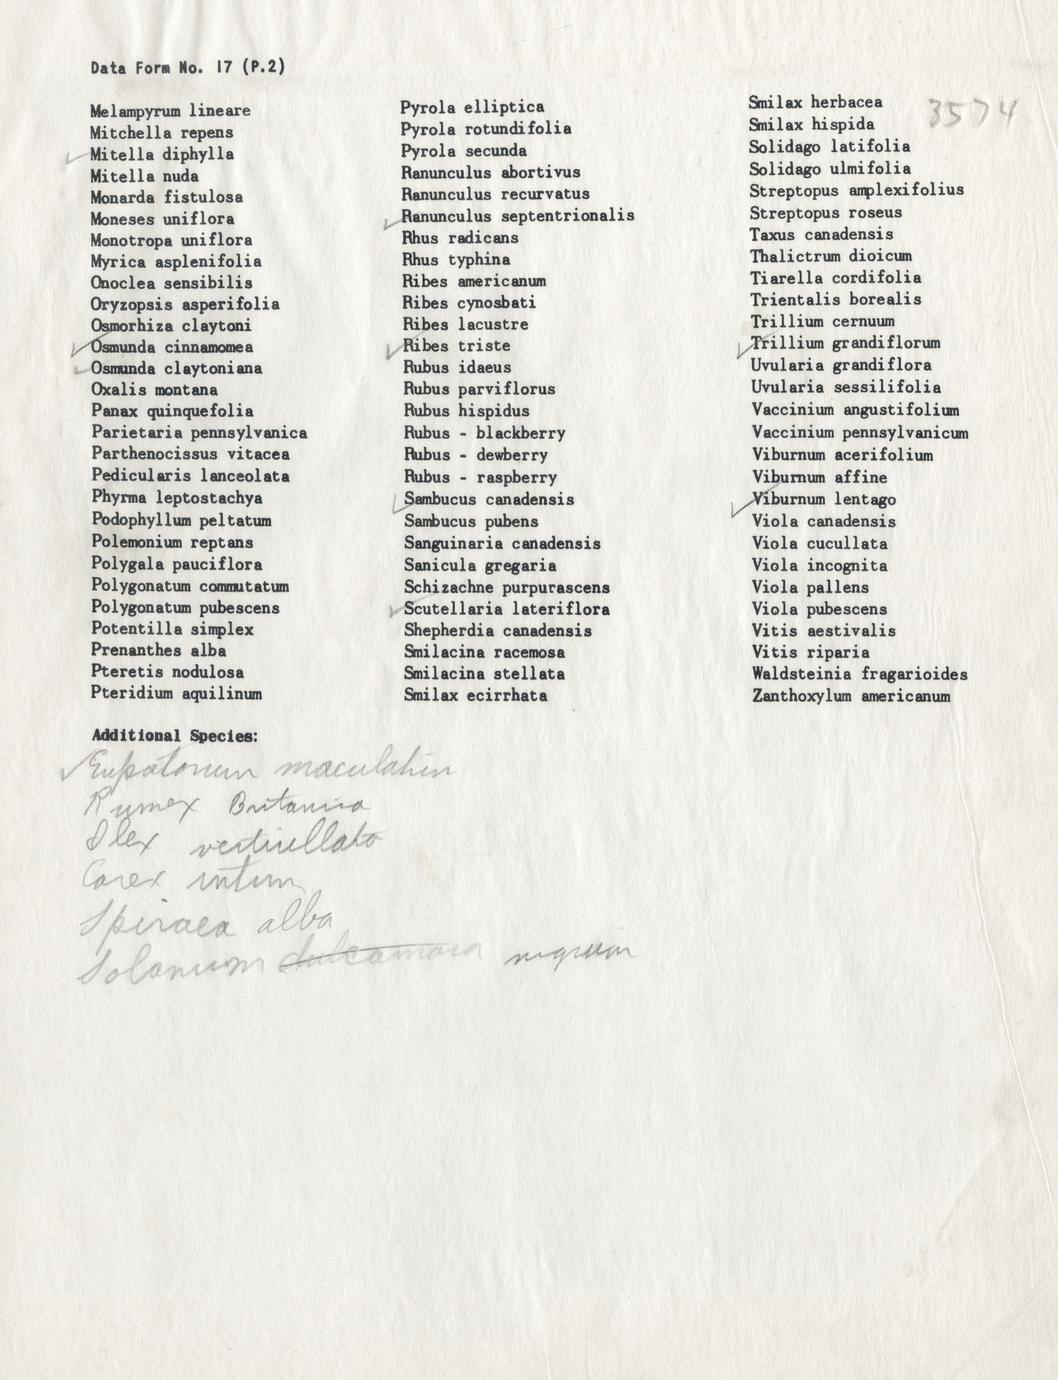 Data Form No. 17 (P.2)
3574
Melampyrum lineare
Mitchella repens
✓ Mitella diphylla
Mitella nuda
Monarda fistulosa
Moneses uniflora
Monotropa uniflora
Myrica asplenifolia
Onoclea sensibilis
Oryzopsis asperifolia
Osmorhiza claytoni
✓ Osmunda cinnamomea
✓ Osmunda claytoniana
Oxalis montana
Panax quinquefolia
Parietaria pennsylvanica
Parthenocissus vitacea
Pedicularis lanceolata
Phyrma leptostachya
Podophyllum peltatum
Polemonium reptans
Polygala pauciflora
Polygonatum commutatum
Polygonatum pubescens
Potentilla simplex
Prenanthes alba
Pteretis nodulosa
Pteridium aquilinum
Pyrola elliptica
Pyrola rotundifolia
Pyrola secunda
Ranunculus abortivus
Ranunculus recurvatus
✓ Ranunculus septentrionalis
Rhus radicans
Rhus typhina
Ribes americanum
Ribes cynosbati
Ribes lacustre
✓ Ribes triste
Rubus idaeus
Rubus parviflorus
Rubus hispidus
Rubus - blackberry
Rubus - dewberry
Rubus - raspberry
✓ Sambucus canadensis
Sambucus pubens
Sanguinaria canadensis
Sanicula gregaria
Schizachne purpurascens
✓ Scutellaria lateriflora
Shepherdia canadensis
Smilacina racemosa
Smilacina stellata
Smilax ecirrhata
Smilax herbacea
Smilax hispida
Solidago latifolia
Solidago ulmifolia
Streptopus amplexifolius
Streptopus roseus
Taxus canadensis
Thalictrum dioicum
Tiarella cordifolia
Trientalis borealis
Trillium cernuum
✓ Trillium grandiflorum
Uvularia grandiflora
Uvularia sessilifolia
Vaccinium angustifolium
Vaccinium pennsylvanicum
Viburnum acerifolium
Viburnum affine
✓ Viburnum lentago
Viola canadensis
Viola cucullata
Viola incognita
Viola pallens
Viola pubescens
Vitis aestivalis
Vitis riparia
Waldsteinia fragarioides
Zanthoxylum americanum
Additional Species:
✓ Eupatorium maculatum
Rumex Britanica
Ilex verticillata
Carex intum
Spiraea alba
Solanum dulcamara nigrum